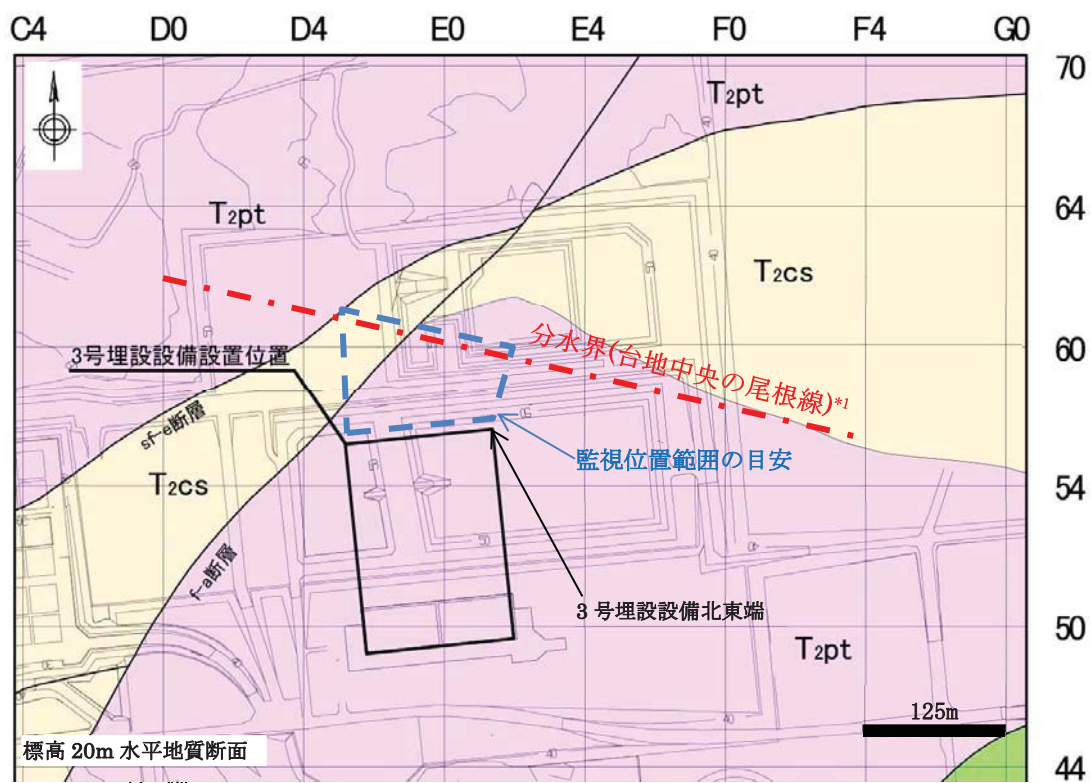 C4 D0 D4 E0 E4 F0 F4 G0
70
T2pt
64
T2pt
T2cs
分水界(台地中央の尾根線)*1
3号埋設設備設置位置
60
sf-e断層
監視位置範囲の目安
T2cs
54
f-a断層
3号埋設設備北東端
50
T2pt
125m
標高20m水平地質断面
44